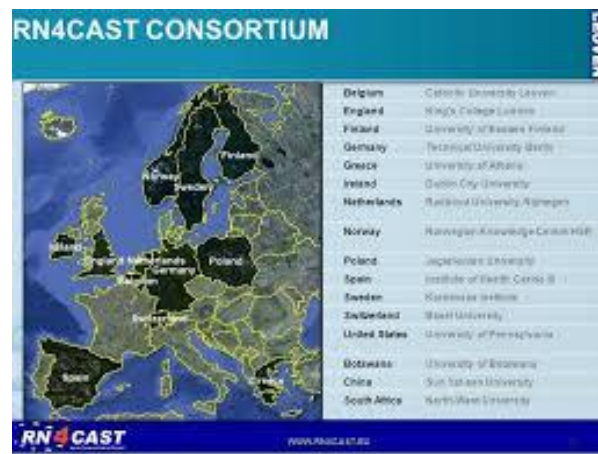 RN4CAST CONSORTIUM
LEUVEN
Belgium Catholic University Leuven
England King's College London
Finland University of Eastern Finland
Germany Technical University Berlin
Greece University of Athens
Ireland Dublin City University
Netherlands Radboud University Nijmegen
Norway Norwegian Knowledge Centre HSR
Poland Jagiellonian University
Spain Institute of Health Carlos III
Sweden Karolinska Institute
Switzerland Basel University
United States University of Pennsylvania
Botswana University of Botswana
China Sun Yat-sen University
South Africa North West University
Finland
Norway
Sweden
Ireland
England Netherlands
Germany
Poland
Belgium
Switzerland
Spain
Greece
RN4CAST
WWW.RN4CAST.EU